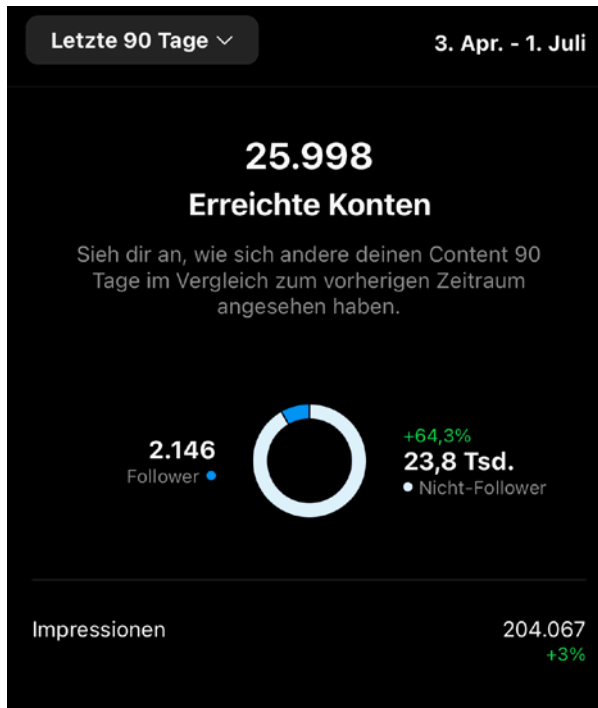 Letzte 90 Tage
3. Apr. - 1. Juli
25.998
Erreichte Konten
Sieh dir an, wie sich andere deinen Content 90
Tage im Vergleich zum vorherigen Zeitraum
angesehen haben.
2.146
Follower
+64,3%
23,8 Tsd.
Nicht-Follower
Impressionen
204.067
+3%